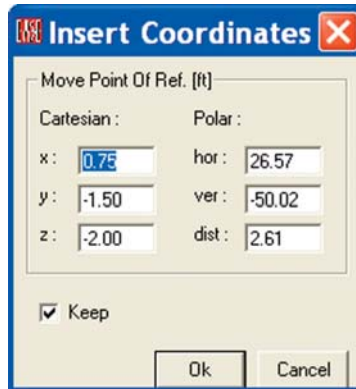 EASE Insert Coordinates
Move Point Of Ref. [ft]
Cartesian : Polar :
x : 0.75 hor : 26.57
y : -1.50 ver : -50.02
z : -2.00 dist : 2.61
Keep
Ok Cancel